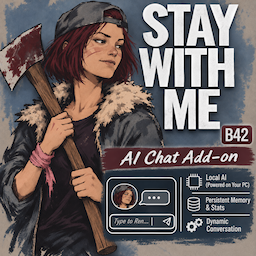 STAY
WITH
ME
B42
AI Chat Add-on
Local AI
(Powered on Your PC)
Persistent Memory
& Stats
Dynamic
Conversation
Type to Ren....